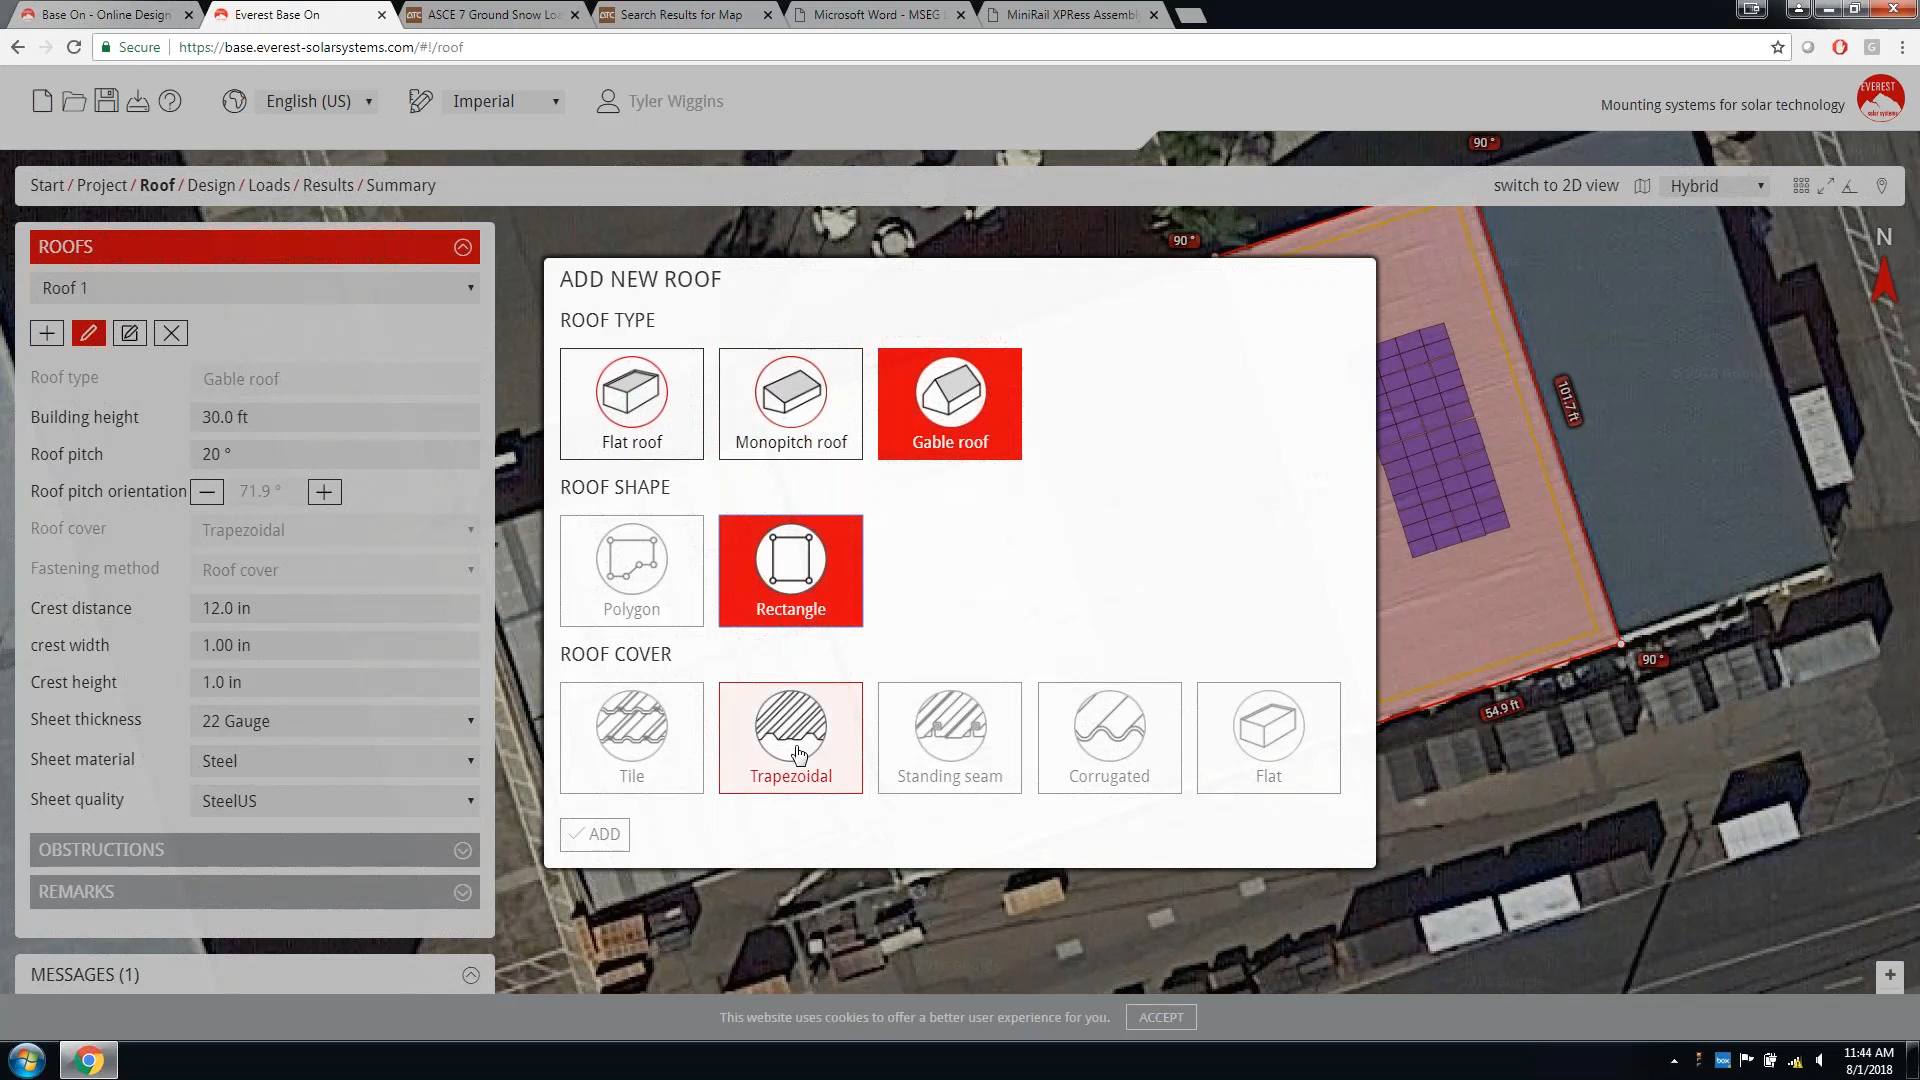 Base On - Online Design
Everest Base On
ASCE 7 Ground Snow Loa
Search Results for Map
Microsoft Word - MSEG L
MiniRail XPRess Assembl
Secure
https://base.everest-solarsystems.com/#!/roof
English (US)
Imperial
Tyler Wiggins
Mounting systems for solar technology
EVEREST
solar systems
Start / Project / Roof / Design / Loads / Results / Summary
switch to 2D view
Hybrid
ROOFS
Roof 1
Roof type
Gable roof
Building height
30.0 ft
Roof pitch
20 °
Roof pitch orientation
71.9 °
Roof cover
Trapezoidal
Fastening method
Roof cover
Crest distance
12.0 in
crest width
1.00 in
Crest height
1.0 in
Sheet thickness
22 Gauge
Sheet material
Steel
Sheet quality
SteelUS
OBSTRUCTIONS
REMARKS
MESSAGES (1)
ADD NEW ROOF
ROOF TYPE
Flat roof
Monopitch roof
Gable roof
ROOF SHAPE
Polygon
Rectangle
ROOF COVER
Tile
Trapezoidal
Standing seam
Corrugated
Flat
ADD
90 °
90 °
101.7 ft
90 °
54.9 ft
N
This website uses cookies to offer a better user experience for you.
ACCEPT
box
11:44 AM
8/1/2018